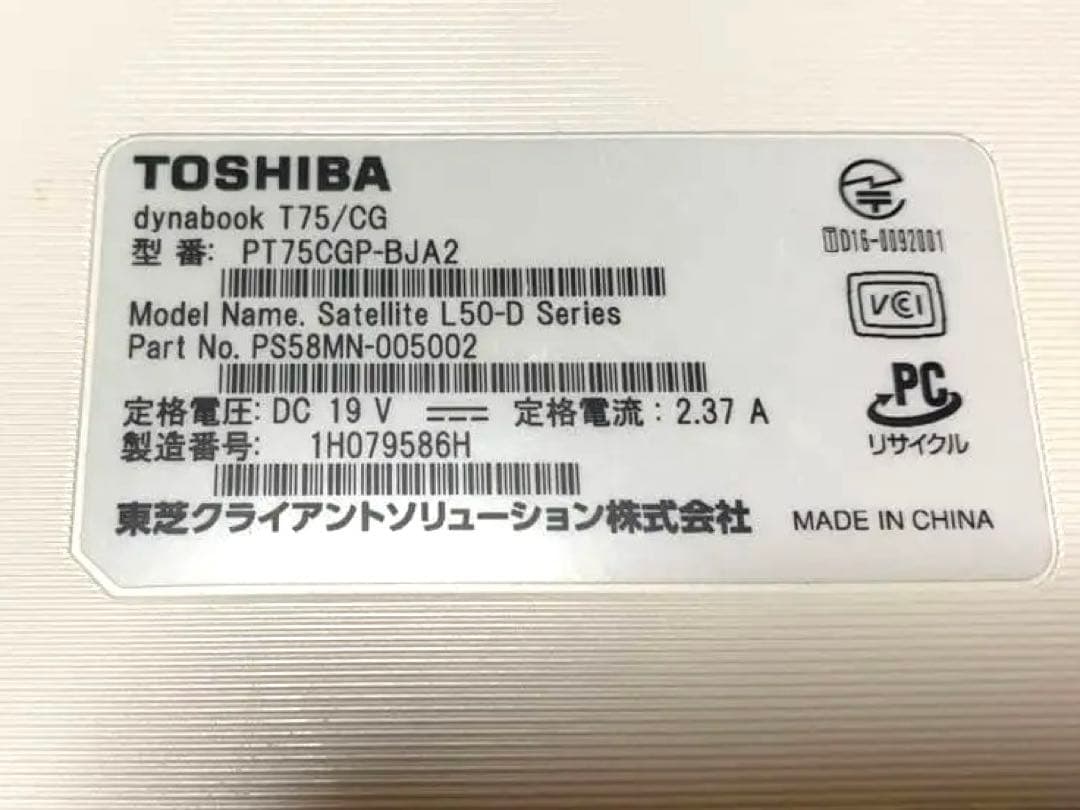 TOSHIBA
dynabook T75/CG
型番: PT75CGP-BJA2
Model Name. Satellite L50-D Series
Part No. PS58MN-005002
定格電圧: DC 19 V 定格電流 : 2.37 A
製造番号: 1H079586H
東芝クライアントソリューション株式会社
MADE IN CHINA
T D16-0092001
VCCI
PC
リサイクル